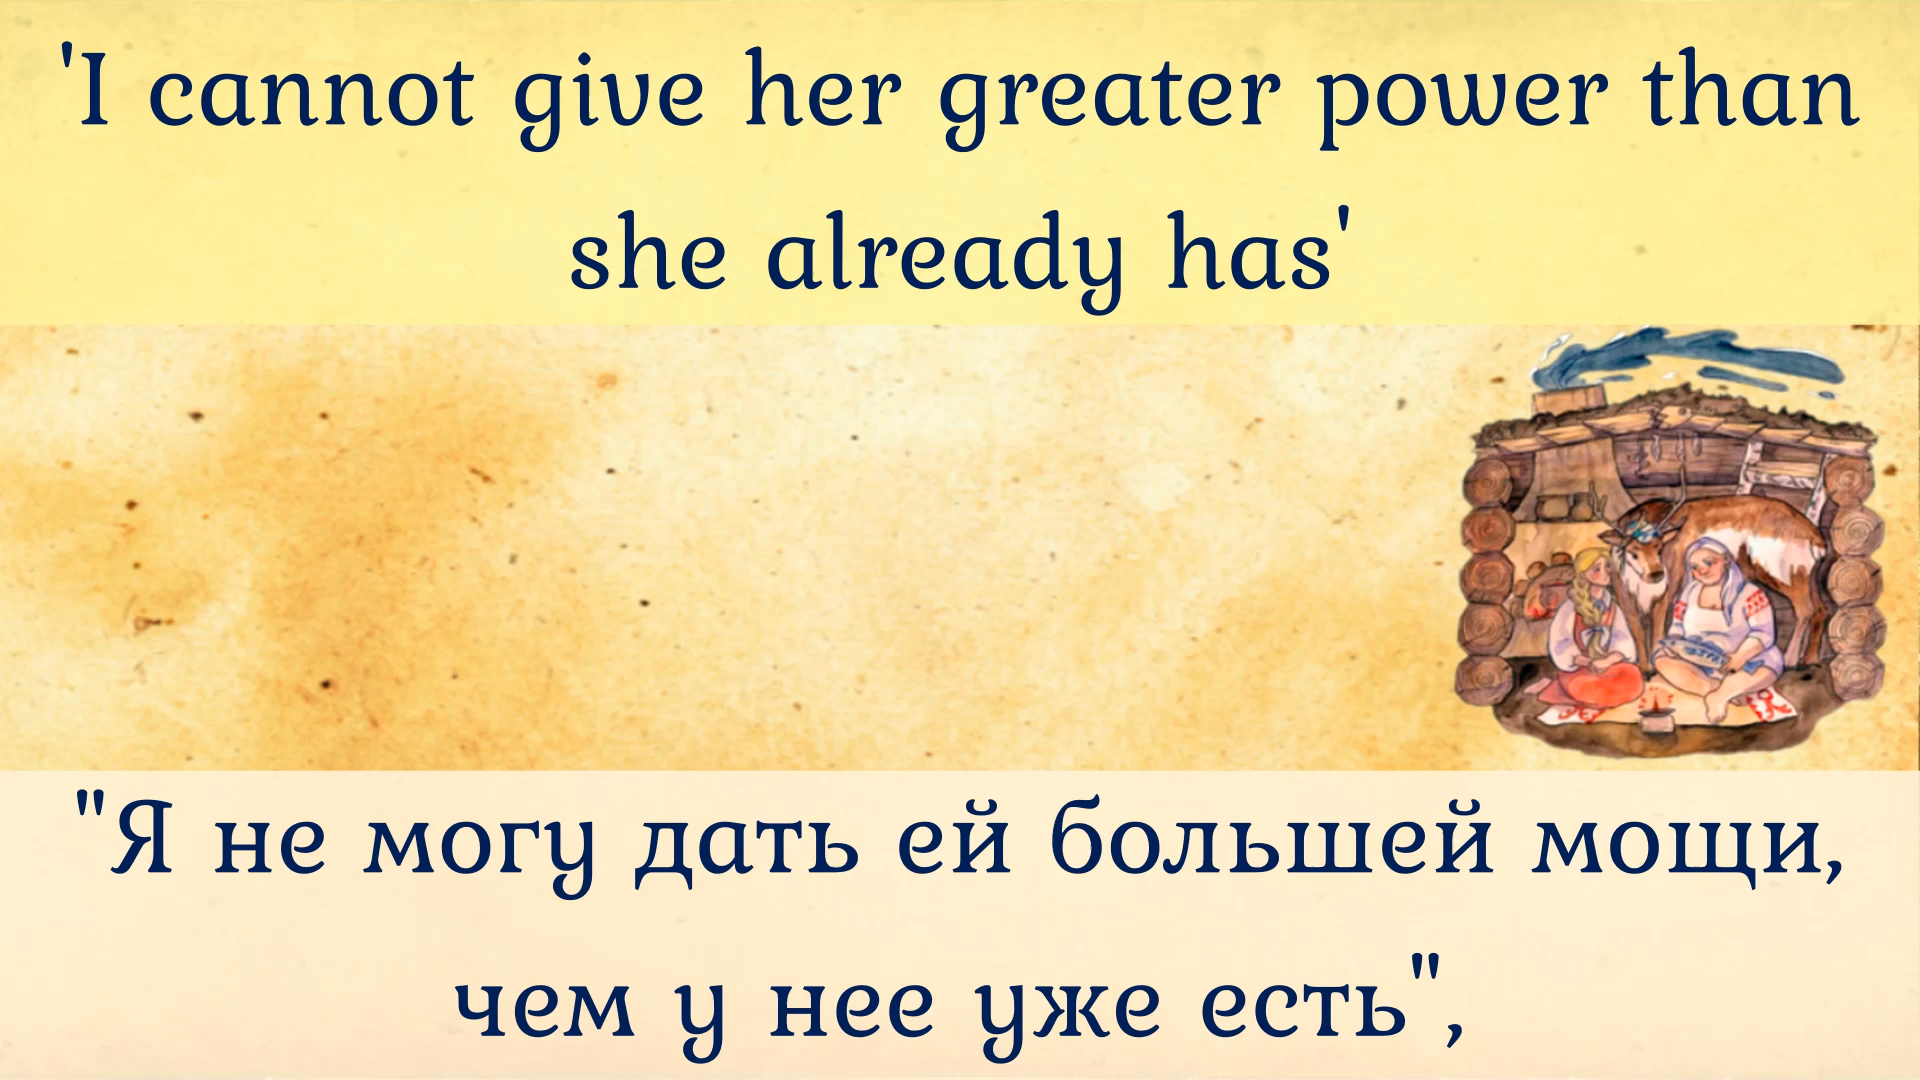 'I cannot give her greater power than
she already has'
"Я не могу дать ей большей мощи,
чем у нее уже есть",